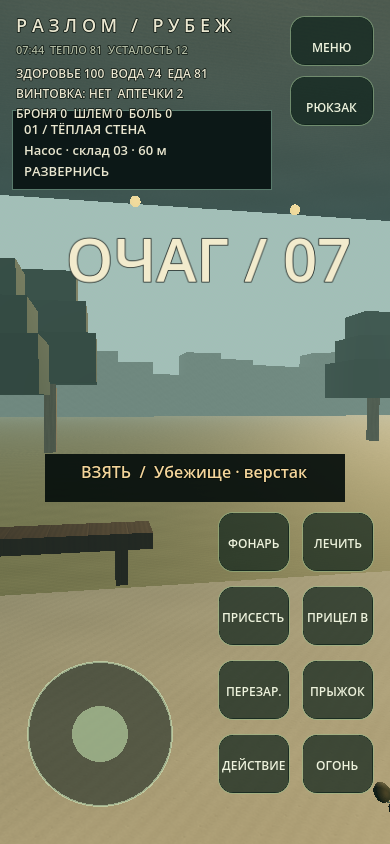 РАЗЛОМ / РУБЕЖ
07:44 ТЕПЛО 81 УСТАЛОСТЬ 12
ЗДОРОВЬЕ 100 ВОДА 74 ЕДА 81
ВИНТОВКА: НЕТ АПТЕЧКИ 2
БРОНЯ 0 ШЛЕМ 0 БОЛЬ 0
МЕНЮ
РЮКЗАК
01 / ТЁПЛАЯ СТЕНА
Насос · склад 03 · 60 м
РАЗВЕРНИСЬ
ОЧАГ / 07
ВЗЯТЬ / Убежище · верстак
ФОНАРЬ
ЛЕЧИТЬ
ПРИСЕСТЬ
ПРИЦЕЛ В
ПЕРЕЗАР.
ПРЫЖОК
ДЕЙСТВИЕ
ОГОНЬ